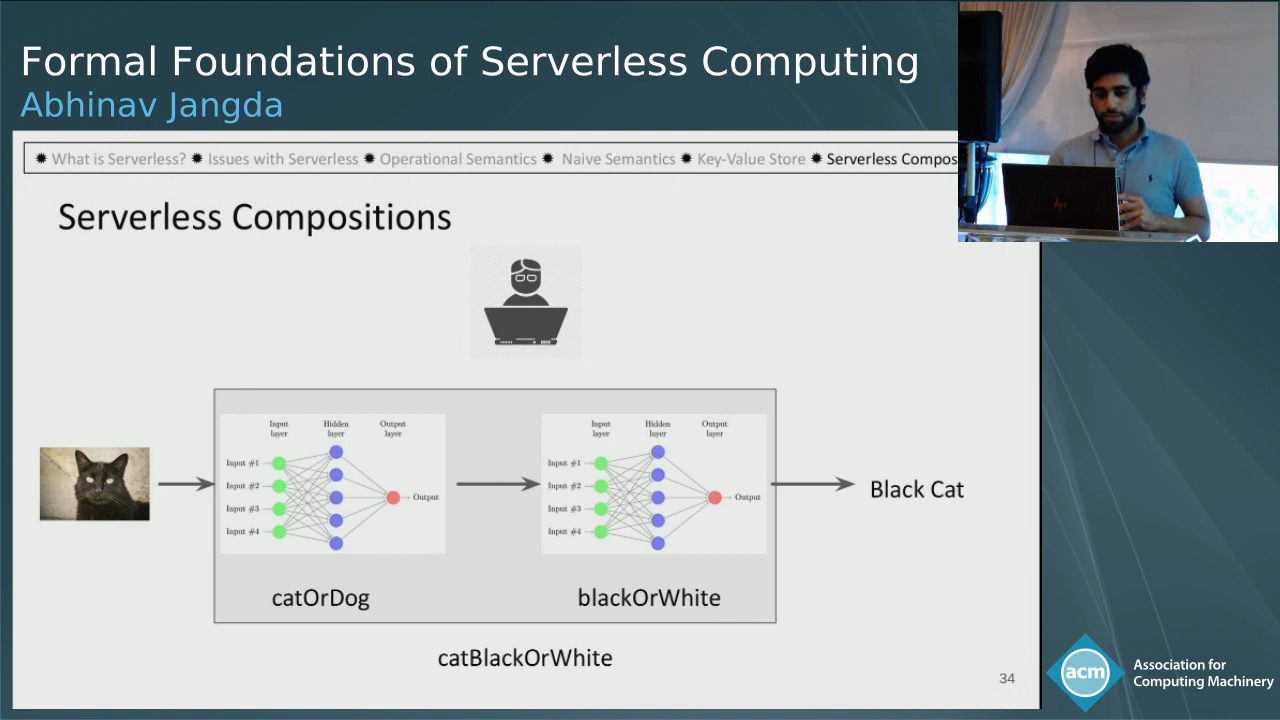 Formal Foundations of Serverless Computing
Abhinav Jangda
✹ What is Serverless? ✹ Issues with Serverless ✹ Operational Semantics ✹ Naive Semantics ✹ Key-Value Store ✹ Serverless Compos
Serverless Compositions
Input layer Hidden layer Output layer
Input #1
Input #2
Input #3
Input #4
Output
catOrDog
Input layer Hidden layer Output layer
Input #1
Input #2
Input #3
Input #4
Output
blackOrWhite
Black Cat
catBlackOrWhite
34
hp
acm
Association for
Computing Machinery